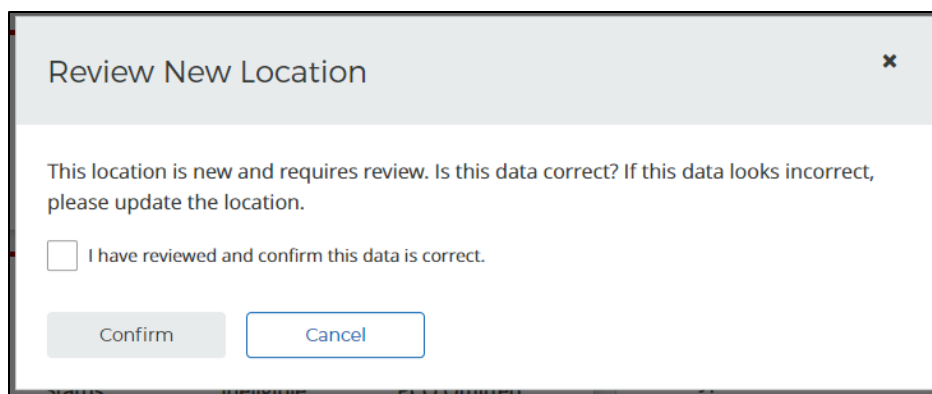 Review New Location
This location is new and requires review. Is this data correct? If this data looks incorrect,
please update the location.
I have reviewed and confirm this data is correct.
Confirm Cancel